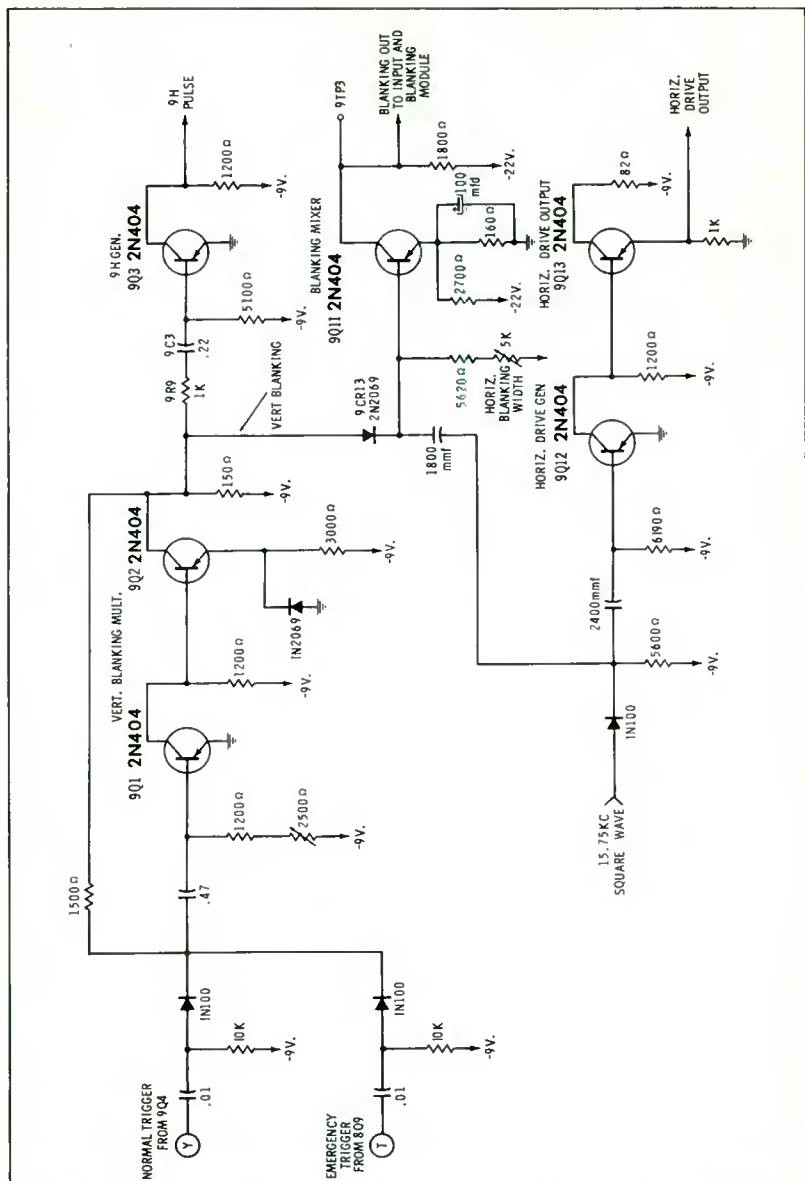 1500Ω
NORMAL TRIGGER
FROM 9Q4
Y
.01
10K
-9V.
1N100
.47
1200Ω
2500Ω
-9V.
9Q1 2N404
VERT. BLANKING MULT.
1200Ω
-9V.
9Q2 2N404
1N2069
3000Ω
-9V.
150Ω
-9V.
VERT BLANKING
9R9
1K
9C3
.22
5100Ω
-9V.
9H GEN.
9Q3 2N404
1200Ω
-9V.
9H
PULSE
EMERGENCY
TRIGGER
FROM 8Q9
T
.01
10K
-9V.
1N100
9CR13
2N2069
1800
mmf
5620Ω
5K
HORIZ.
BLANKING
WIDTH
BLANKING MIXER
9Q11 2N404
2700Ω
-22V.
160Ω
100
mfd
1800Ω
-22V.
9TP3
BLANKING OUT
TO INPUT AND
BLANKING
MODULE
15.75KC
SQUARE WAVE
1N100
5600Ω
-9V.
2400mmf
6190Ω
-9V.
HORIZ. DRIVE GEN
9Q12 2N404
1200Ω
-9V.
HORIZ. DRIVE OUTPUT
9Q13 2N404
82Ω
-9V.
1K
HORIZ.
DRIVE
OUTPUT